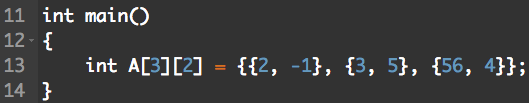 11 int main()
12 {
13     int A[3][2] = {{2, -1}, {3, 5}, {56, 4}};
14 }